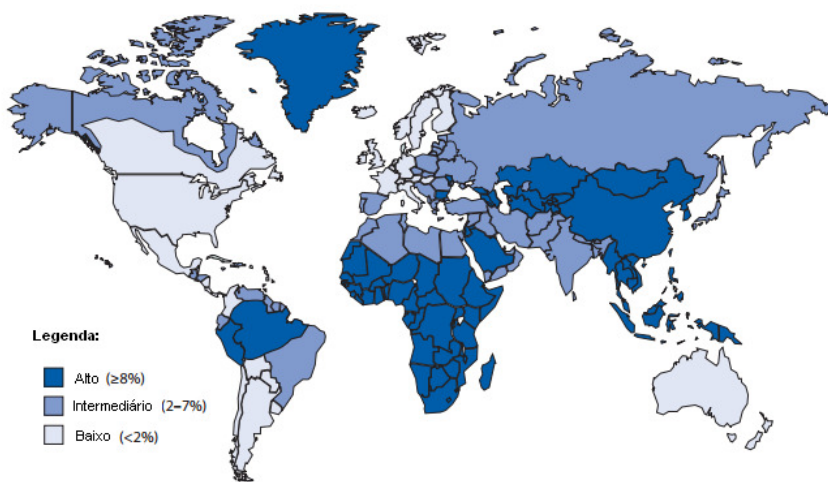 Legenda:
Alto (≥8%)
Intermediário (2–7%)
Baixo (<2%)